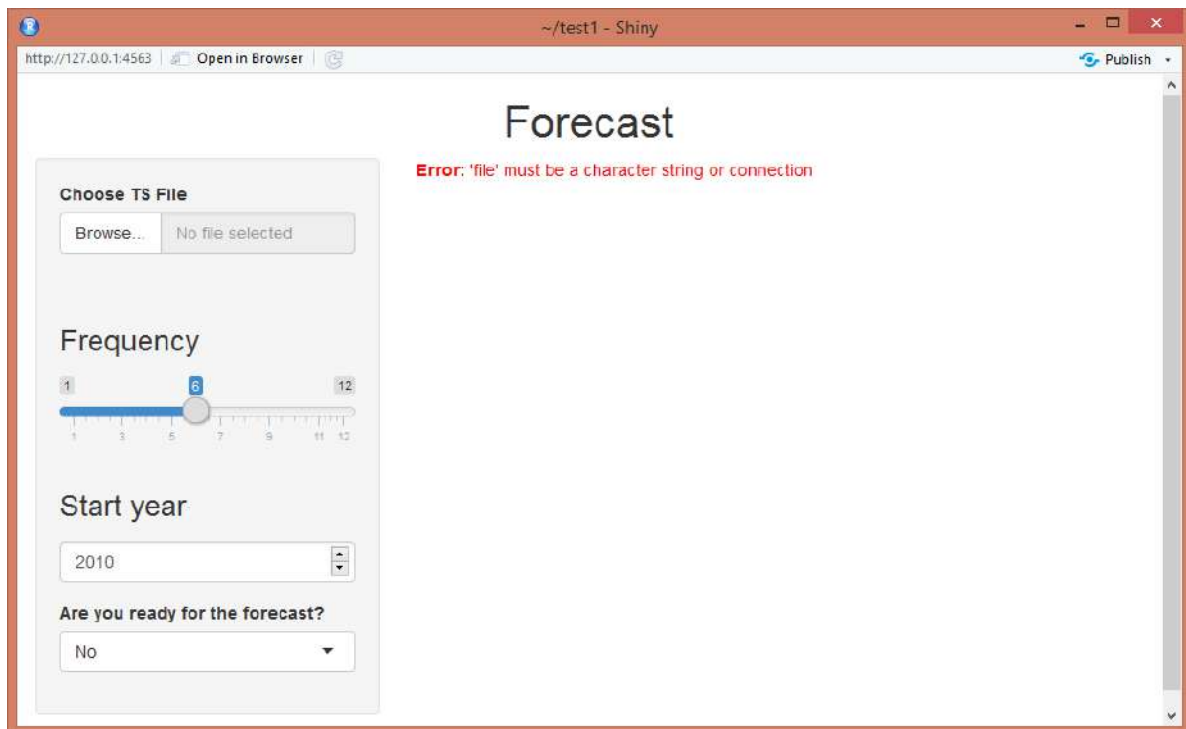 ~/test1 - Shiny
http://127.0.0.1:4563 Open in Browser Publish
Forecast
Error: 'file' must be a character string or connection
Choose TS File
Browse... No file selected
Frequency
1 6 12
1 3 5 7 9 11 12
Start year
2010
Are you ready for the forecast?
No